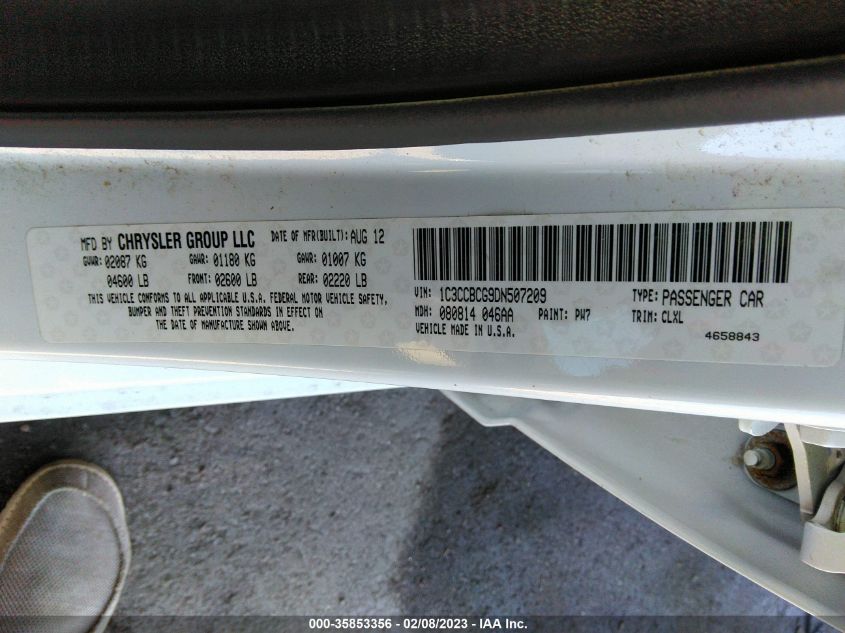 MFD BY CHRYSLER GROUP LLC DATE OF MFR(BUILT): AUG 12
GVWR: 02087 KG GAWR: 01180 KG GAWR: 01007 KG
04600 LB FRONT: 02600 LB REAR: 02220 LB
THIS VEHICLE CONFORMS TO ALL APPLICABLE U.S.A. FEDERAL MOTOR VEHICLE SAFETY,
BUMPER AND THEFT PREVENTION STANDARDS IN EFFECT ON
THE DATE OF MANUFACTURE SHOWN ABOVE.
VIN: 1C3CCBCG9DN507209 TYPE: PASSENGER CAR
MDH: 080814 046AA PAINT: PW7 TRIM: CLXL
VEHICLE MADE IN U.S.A.
4658843
000-35853356 - 02/08/2023 - IAA Inc.